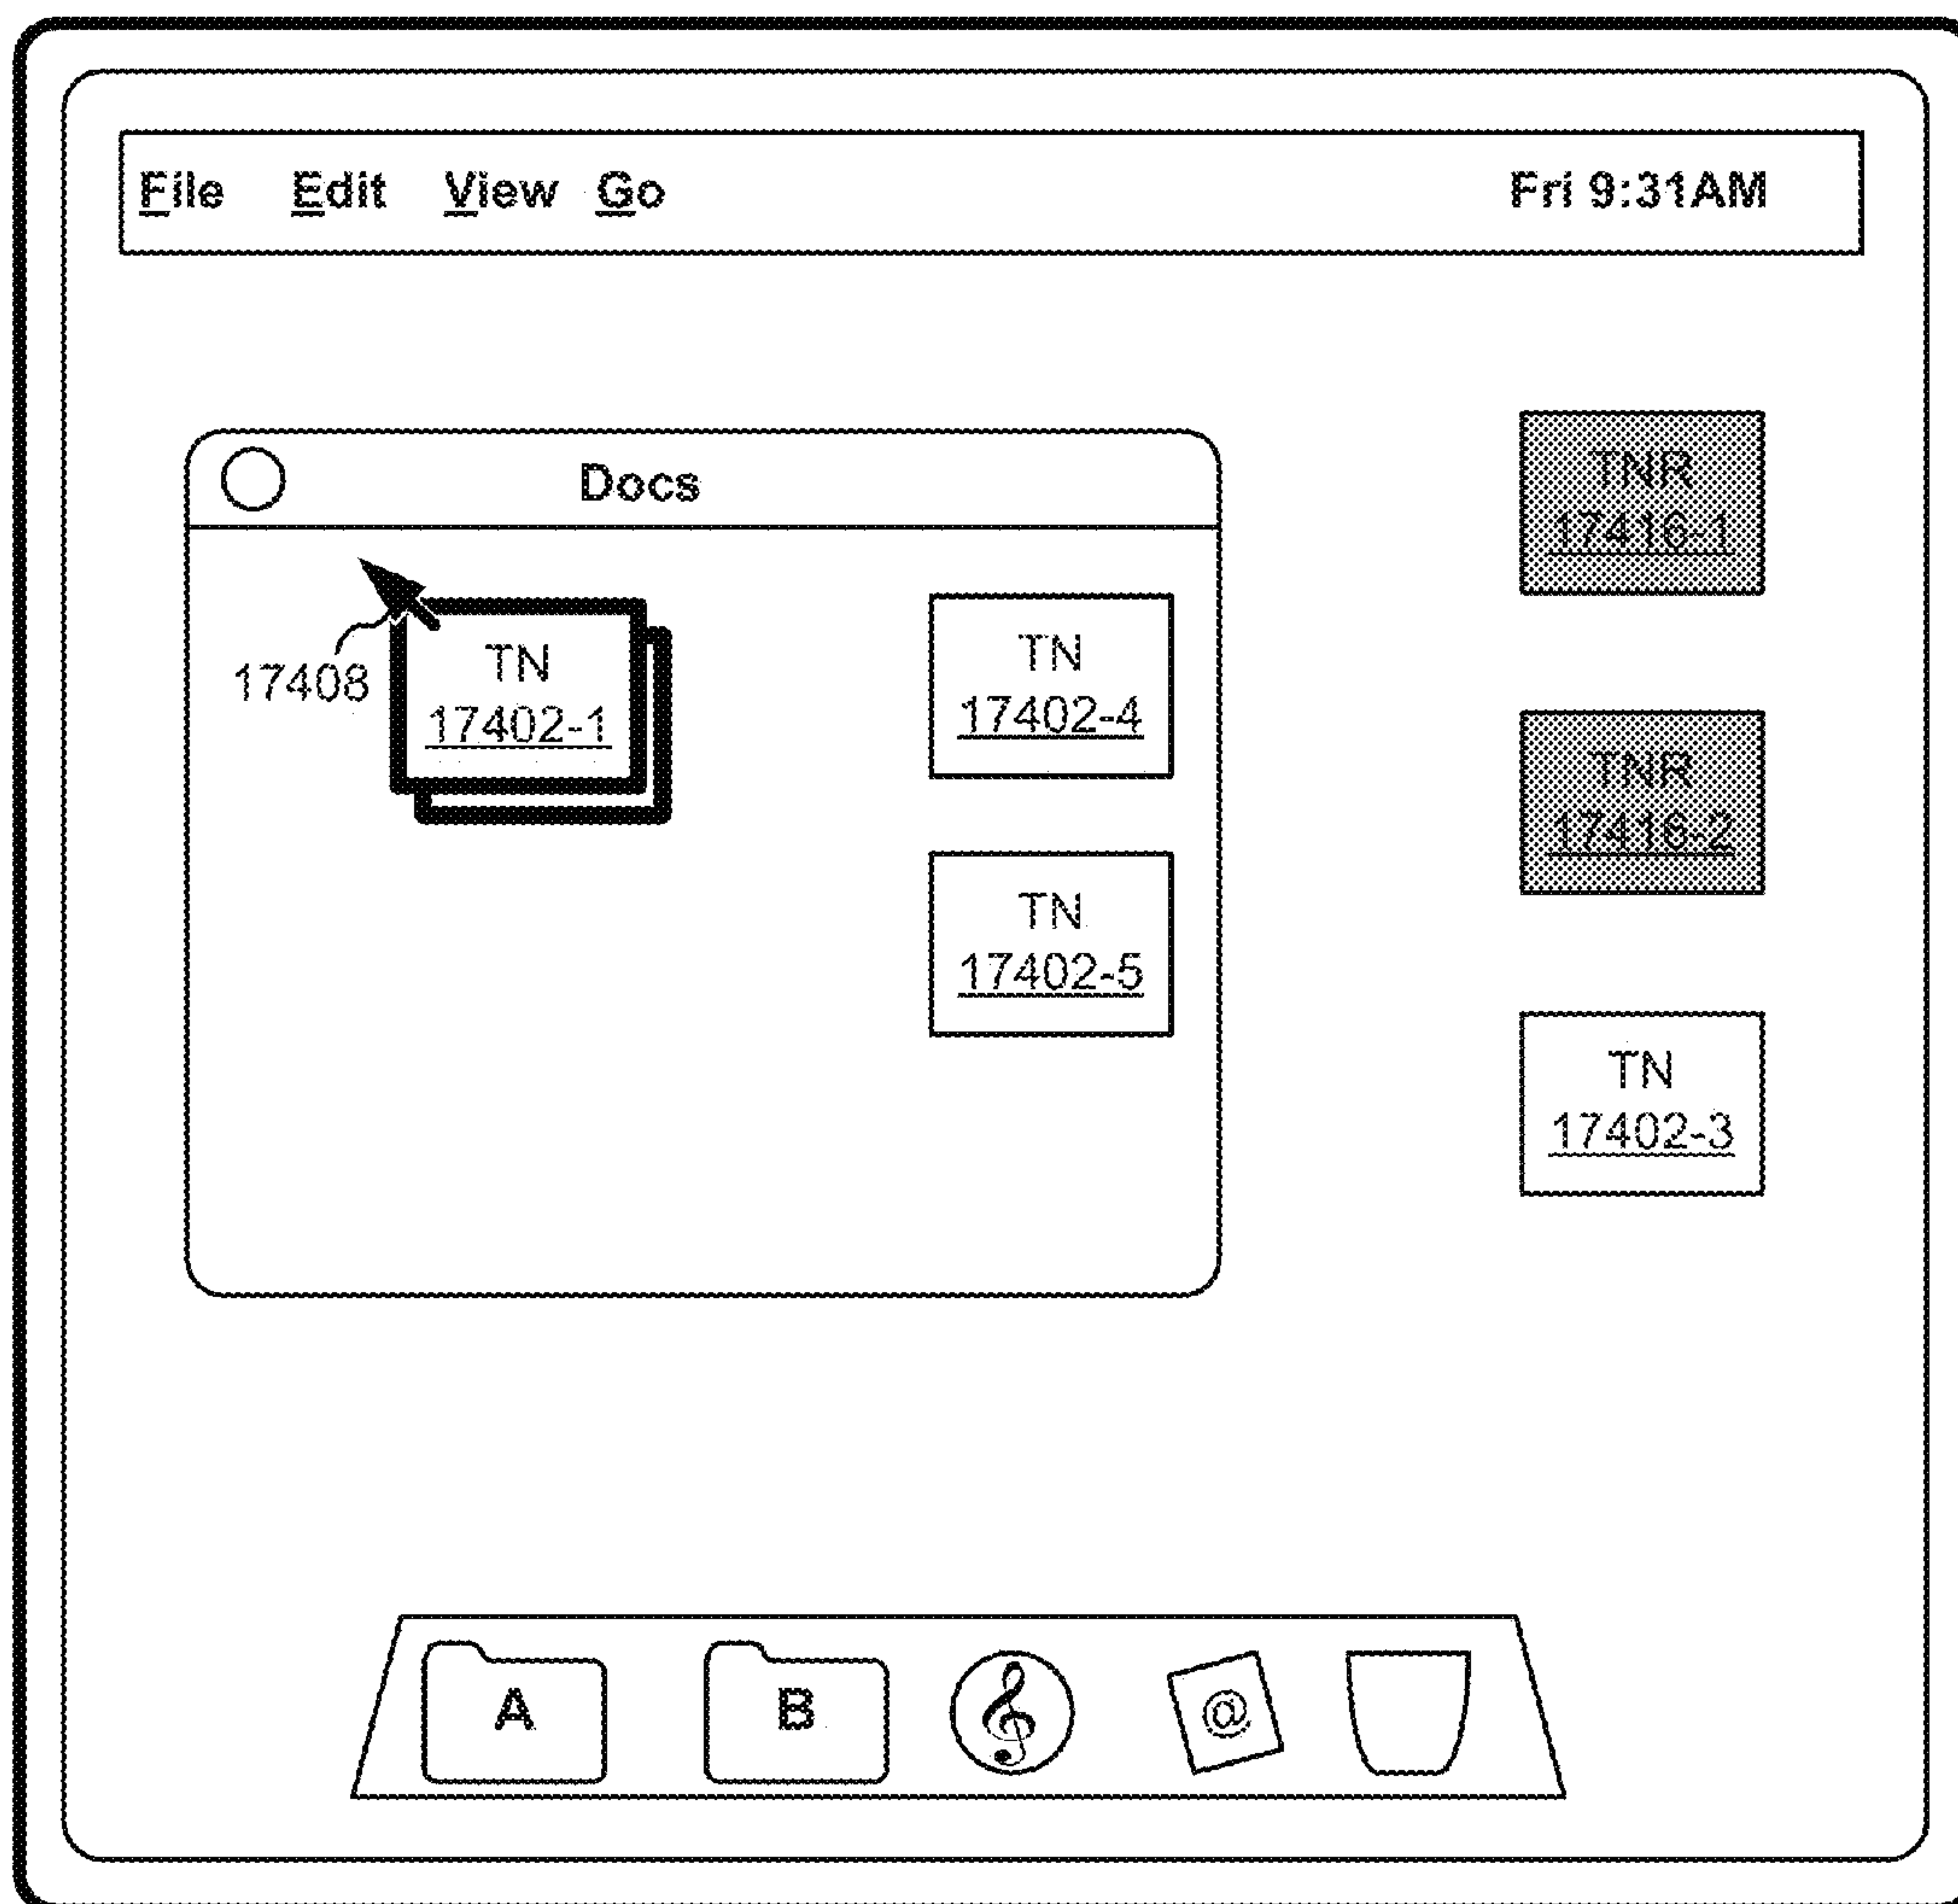 File Edit View Go Fri 9:31AM
Docs
TNR
17416-1
17408
TN
17402-1
TN
17402-4
TNR
17416-2
TN
17402-5
TN
17402-3
A B @